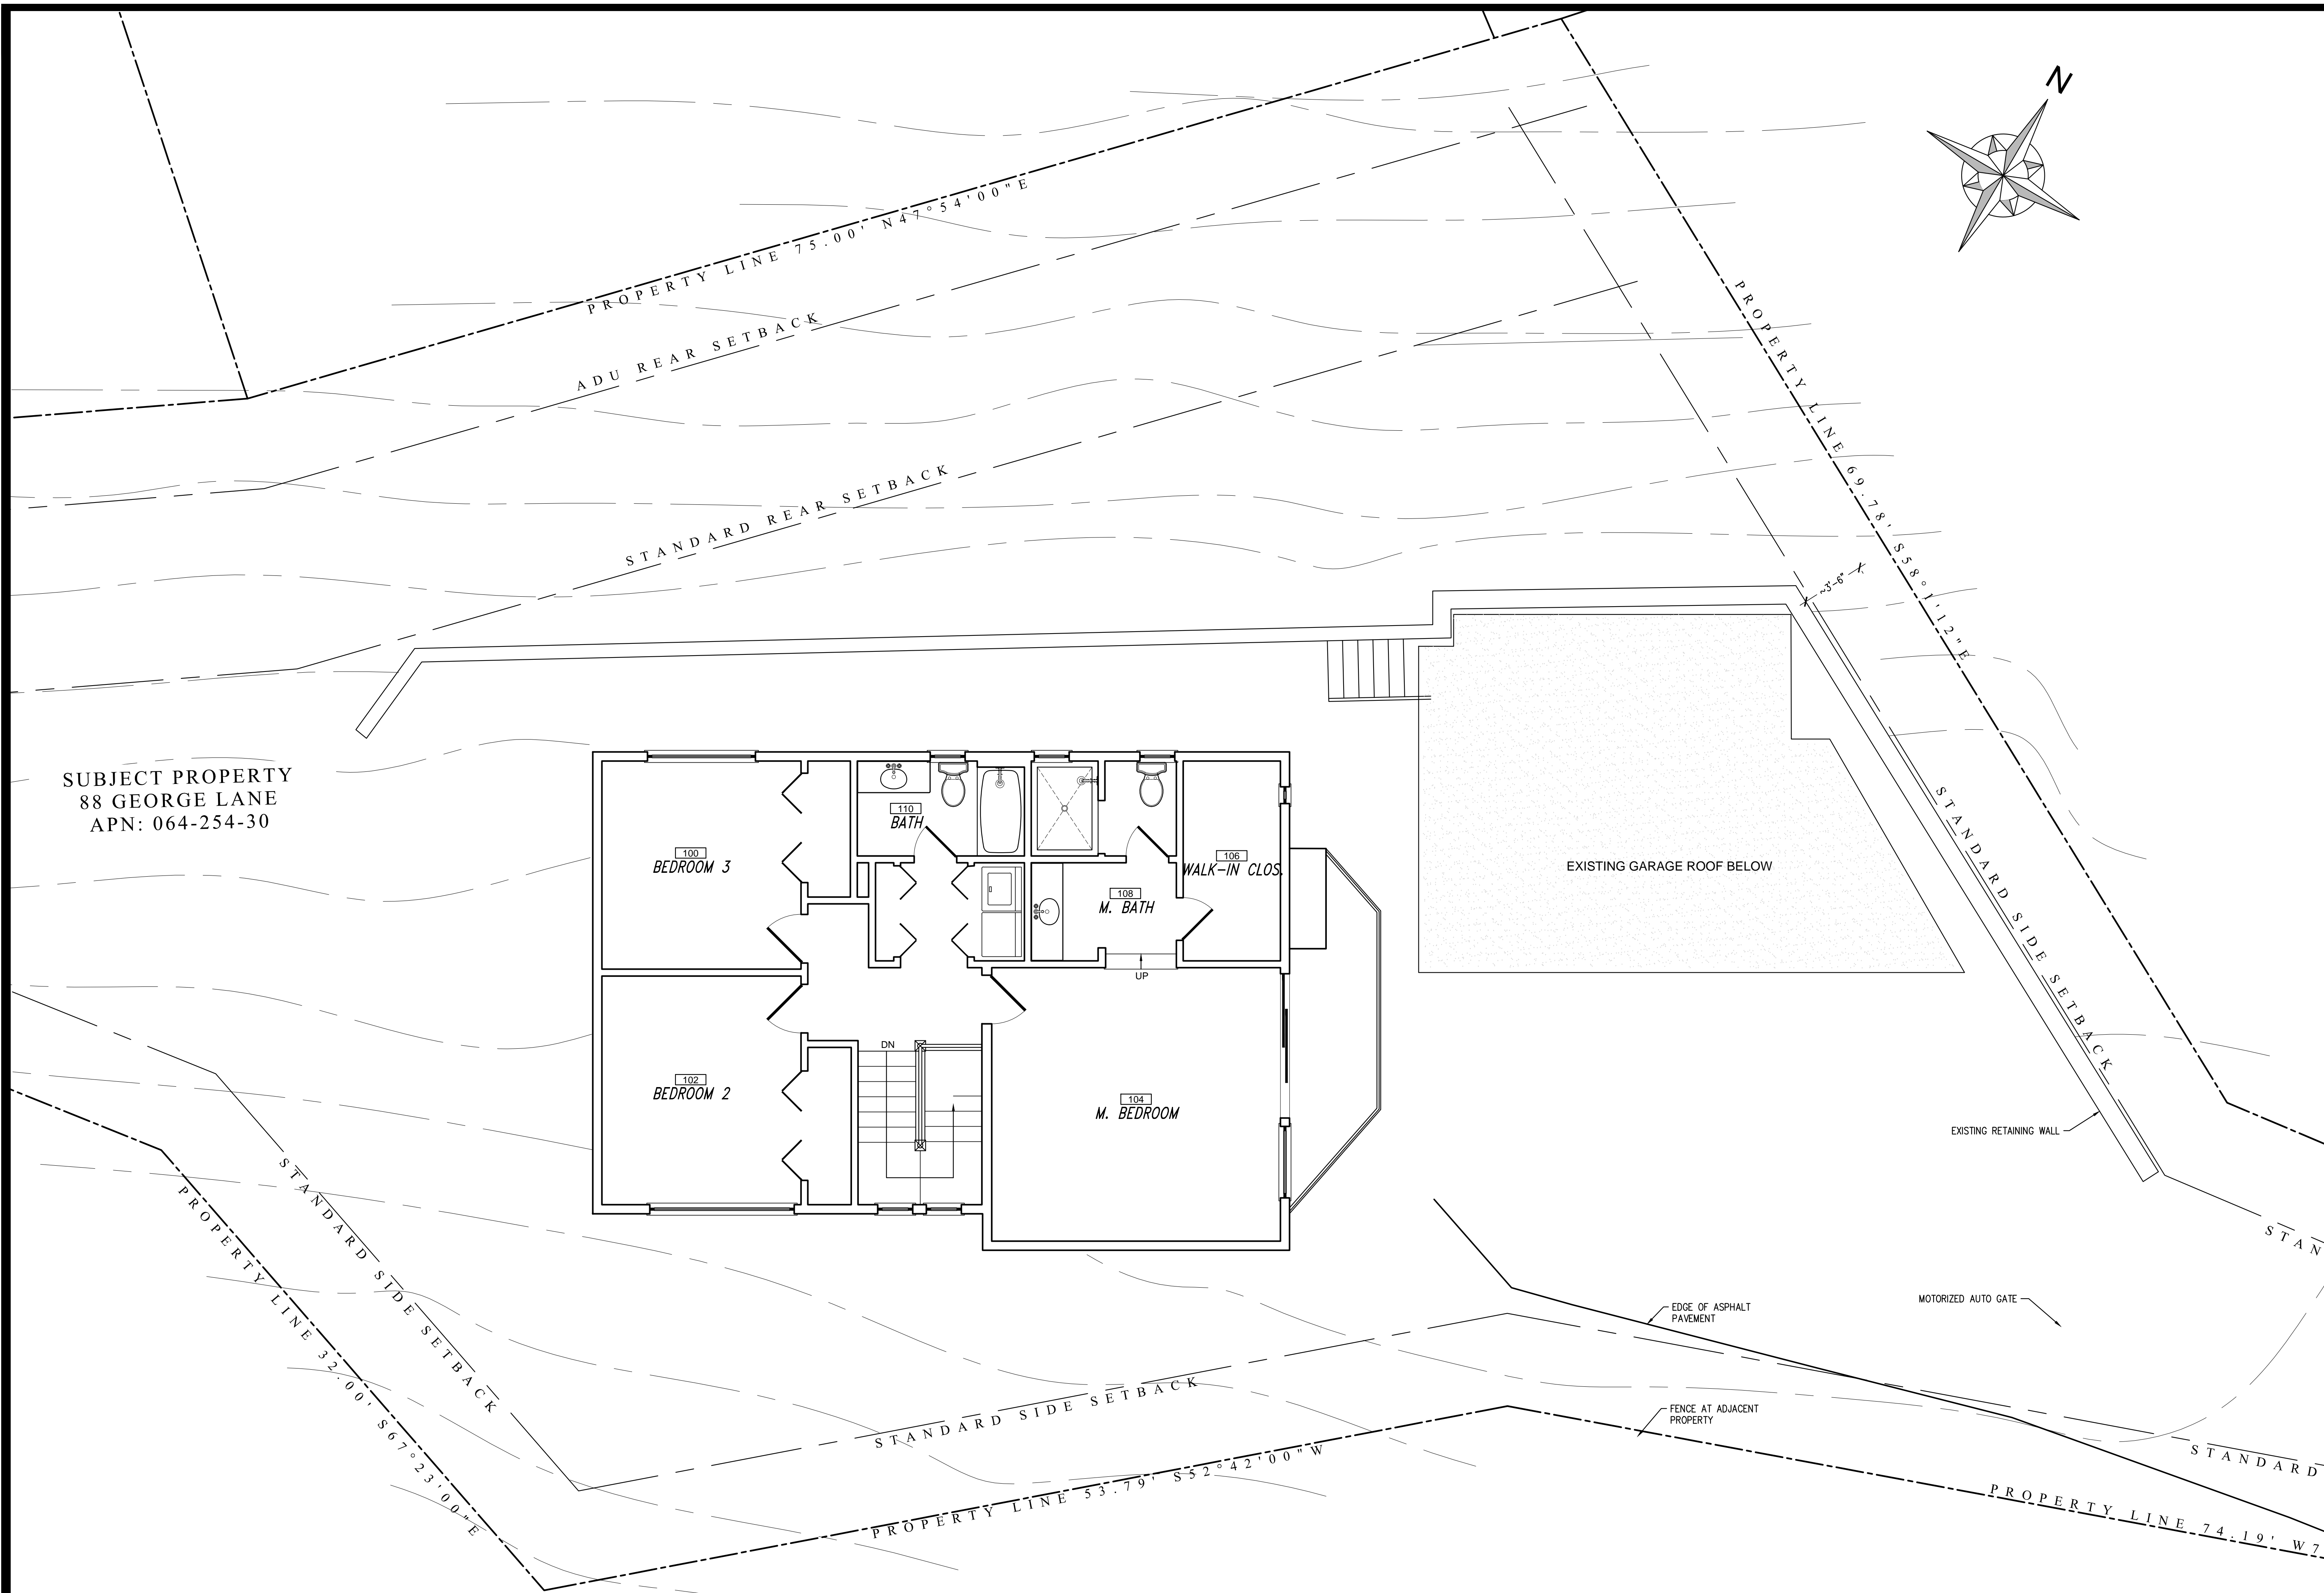 N
PROPERTY LINE 75.00' N47°54'00"E
ADU REAR SETBACK
STANDARD REAR SETBACK
PROPERTY LINE 69.78' S58°1'12"E
~3'-6"
SUBJECT PROPERTY
88 GEORGE LANE
APN: 064-254-30
110
BATH
100
BEDROOM 3
106
WALK-IN CLOS.
108
M. BATH
UP
EXISTING GARAGE ROOF BELOW
STANDARD SIDE SETBACK
DN
102
BEDROOM 2
104
M. BEDROOM
EXISTING RETAINING WALL
STANDARD SIDE SETBACK
PROPERTY LINE 32.00' S67°23'00"E
STAN
EDGE OF ASPHALT
PAVEMENT
MOTORIZED AUTO GATE
STANDARD SIDE SETBACK
FENCE AT ADJACENT
PROPERTY
PROPERTY LINE 53.79' S52°42'00"W
STANDARD
PROPERTY LINE 74.19' W7